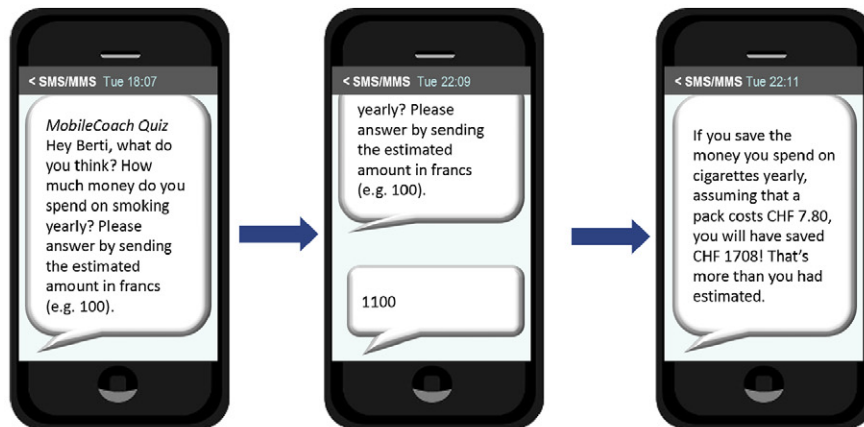 < SMS/MMS Tue 18:07
MobileCoach Quiz
Hey Berti, what do
you think? How
much money do you
spend on smoking
yearly? Please
answer by sending
the estimated
amount in francs
(e.g. 100).
< SMS/MMS Tue 22:09
yearly? Please
answer by sending
the estimated
amount in francs
(e.g. 100).
1100
< SMS/MMS Tue 22:11
If you save the
money you spend on
cigarettes yearly,
assuming that a
pack costs CHF 7.80,
you will have saved
CHF 1708! That's
more than you had
estimated.